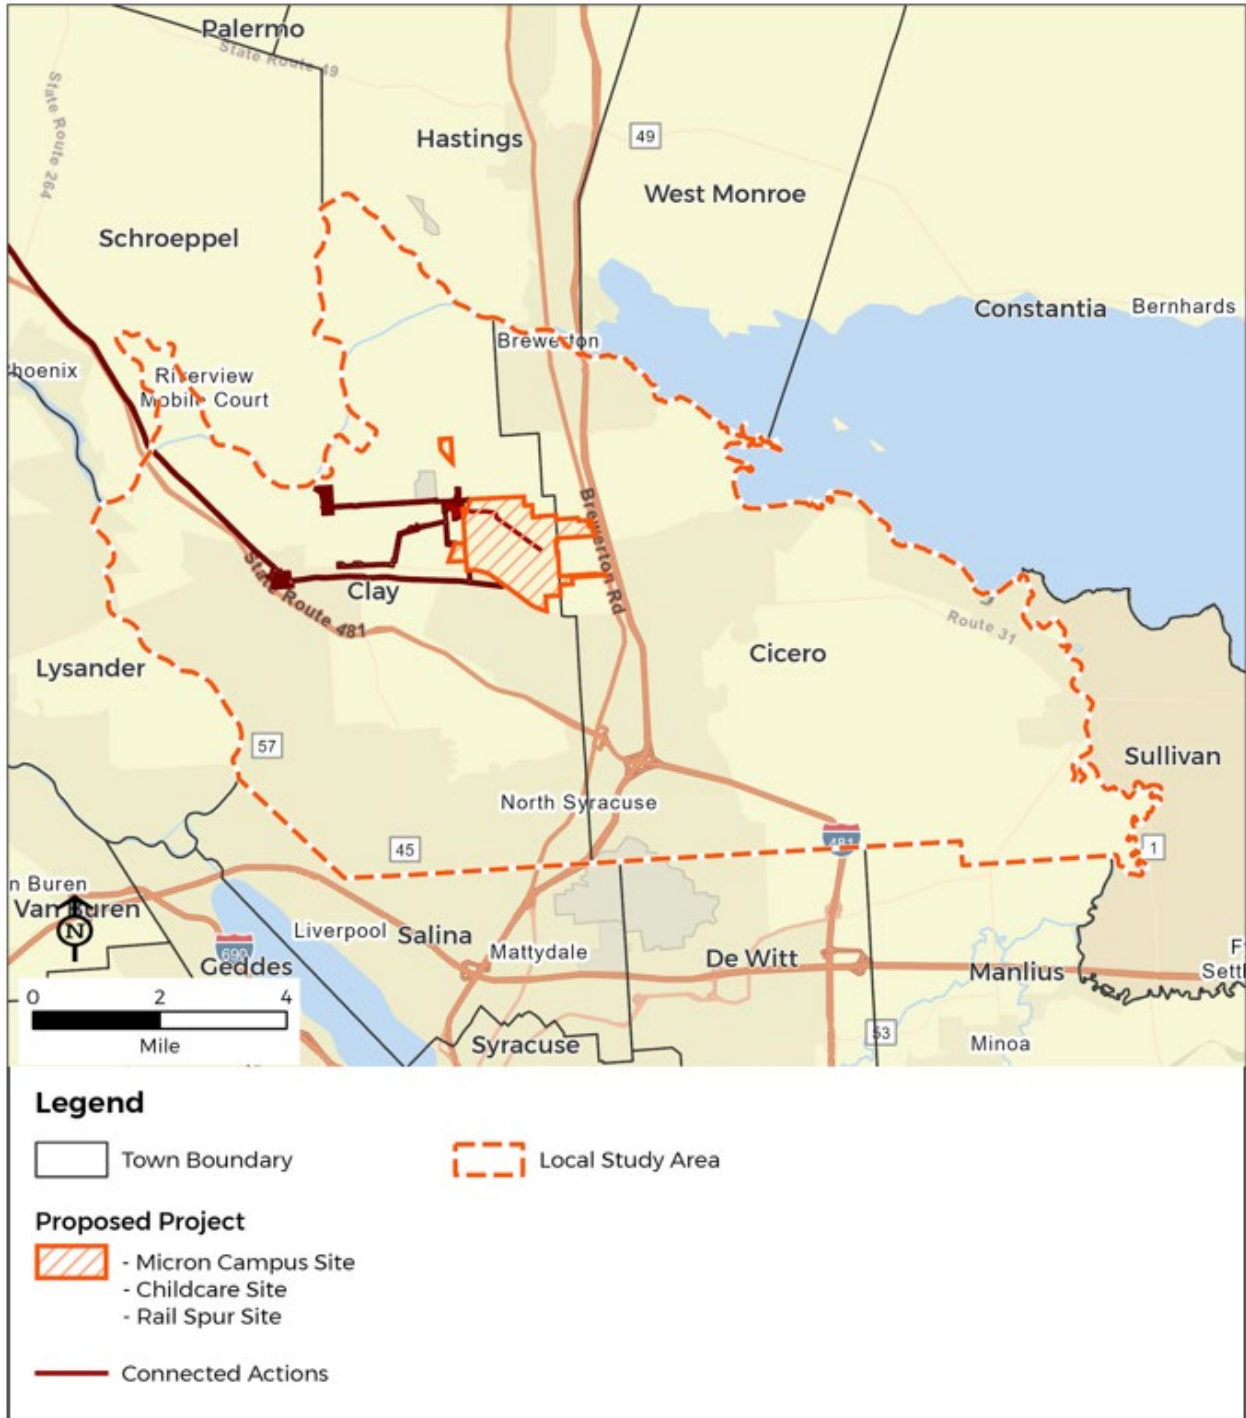 Palermo
State Route 49
State Route 264
Hastings
49
West Monroe
Schroeppel
Constantia
Bernhards
Brewerton
Phoenix
Riverview
Mobile Court
Brewerton Rd
State Route 481
Clay
Route 31
Cicero
Lysander
57
Sullivan
North Syracuse
45
481
1
n Buren
Van Buren
N
Liverpool
Salina
Mattydale
De Witt
690
Geddes
Manlius
Settl
0 2 4
Mile
53
Syracuse
Minoa
Legend
Town Boundary
Local Study Area
Proposed Project
- Micron Campus Site
- Childcare Site
- Rail Spur Site
Connected Actions